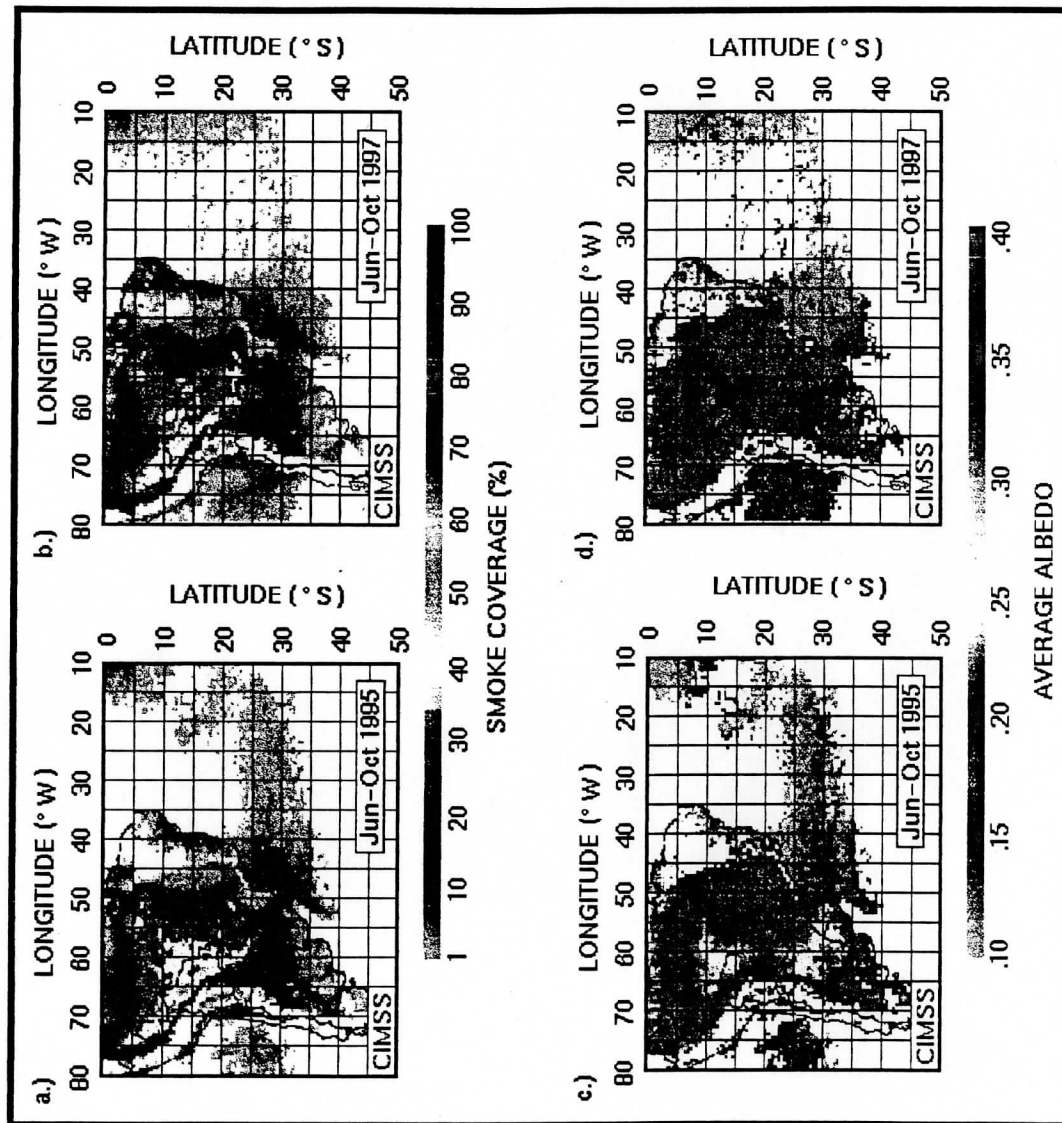 a.)
LONGITUDE (° W)
80 70 60 50 40 30 20 10
0
10
20
30
40
50
LATITUDE (° S)
CIMSS
Jun-Oct 1995
b.)
LONGITUDE (° W)
80 70 60 50 40 30 20 10
0
10
20
30
40
50
LATITUDE (° S)
CIMSS
Jun-Oct 1997
1 10 20 30 40 50 60 70 80 90 100
SMOKE COVERAGE (%)
c.)
LONGITUDE (° W)
80 70 60 50 40 30 20 10
0
10
20
30
40
50
LATITUDE (° S)
CIMSS
Jun-Oct 1995
d.)
LONGITUDE (° W)
80 70 60 50 40 30 20 10
0
10
20
30
40
50
LATITUDE (° S)
CIMSS
Jun-Oct 1997
.10 .15 .20 .25 .30 .35 .40
AVERAGE ALBEDO